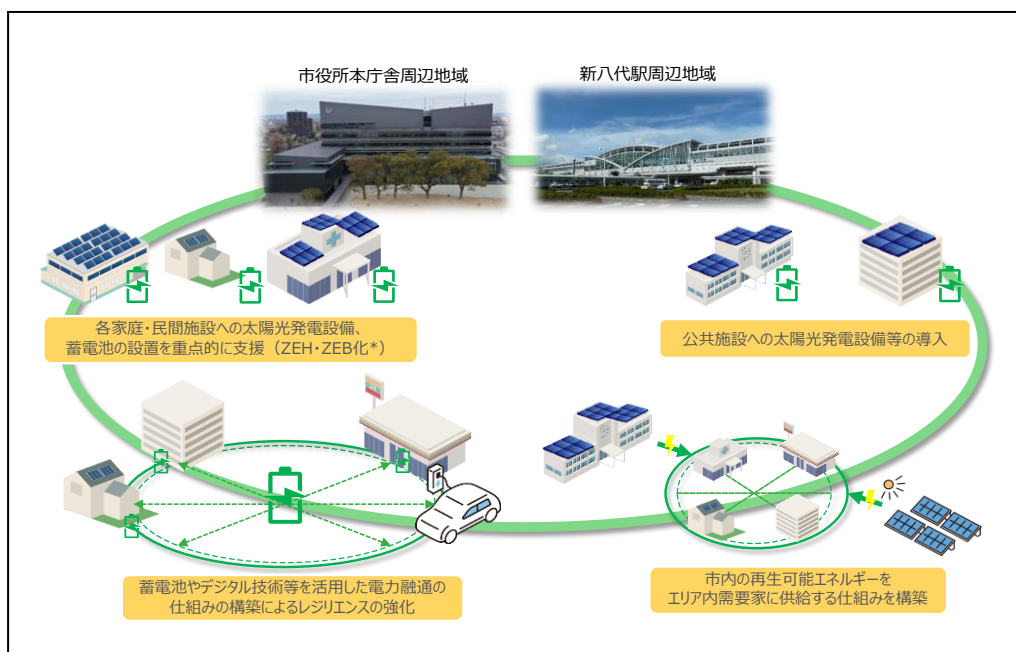 市役所本庁舎周辺地域
新八代駅周辺地域
各家庭・民間施設への太陽光発電設備、
蓄電池の設置を重点的に支援（ZEH・ZEB化*）
公共施設への太陽光発電設備等の導入
蓄電池やデジタル技術等を活用した電力融通の
仕組みの構築によるレジリエンスの強化
市内の再生可能エネルギーを
エリア内需要家に供給する仕組みを構築